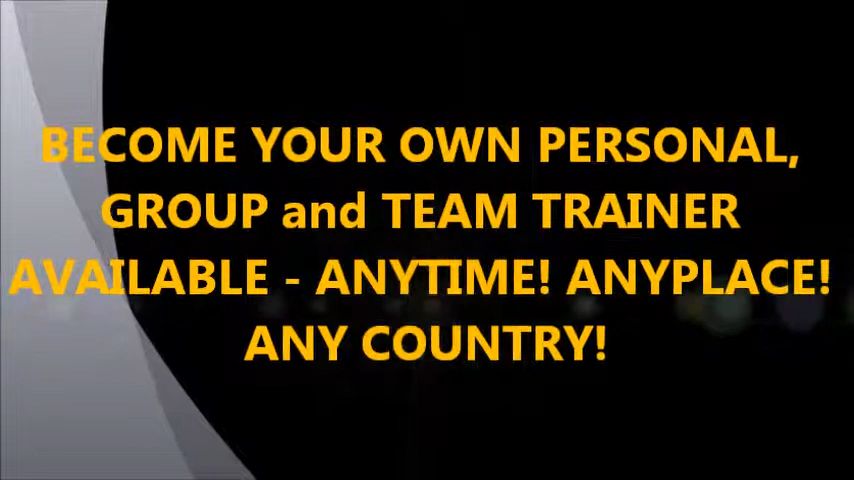 BECOME YOUR OWN PERSONAL,
GROUP and TEAM TRAINER
AVAILABLE - ANYTIME! ANYPLACE!
ANY COUNTRY!